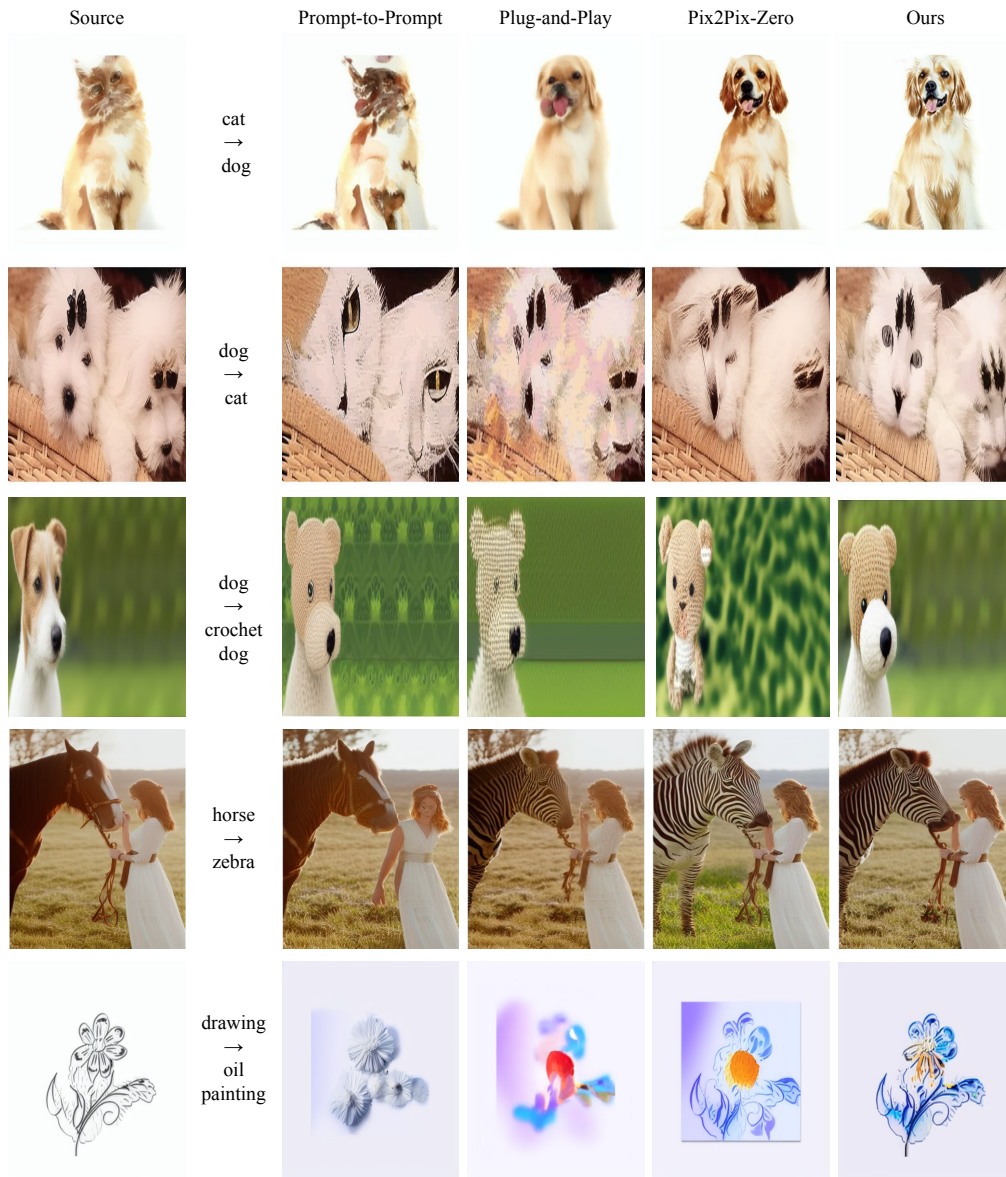 Source Prompt-to-Prompt Plug-and-Play Pix2Pix-Zero Ours
cat
→
dog
dog
→
cat
dog
→
crochet
dog
horse
→
zebra
drawing
→
oil
painting